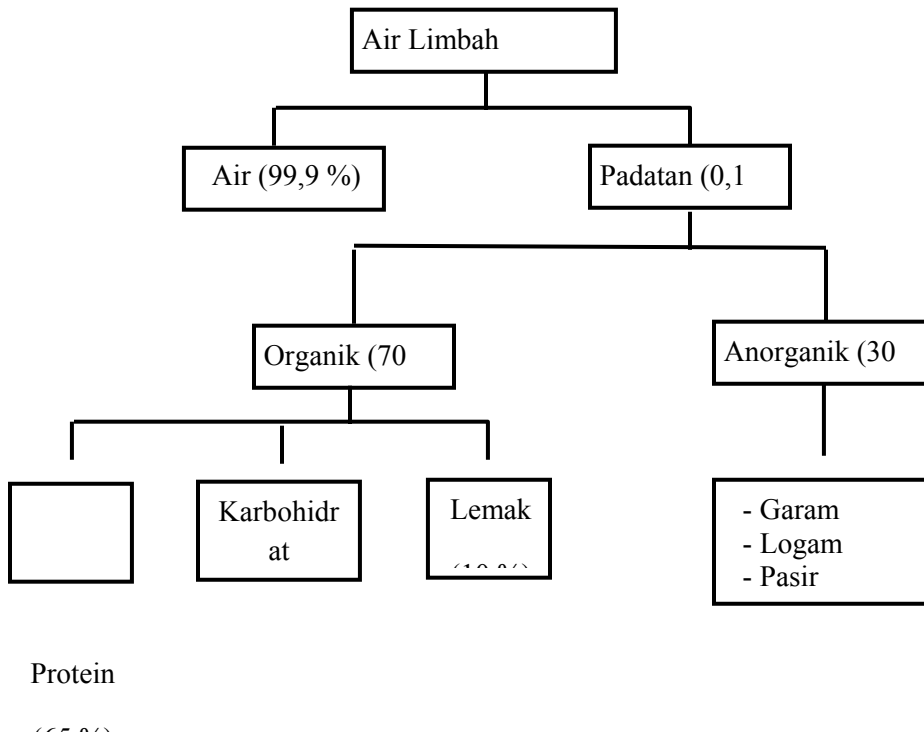 Air Limbah
Air (99,9 %)
Padatan (0,1
Organik (70
Anorganik (30
Karbohidr
at
Lemak
(10 %)
- Garam
- Logam
- Pasir
Protein
(65 %)